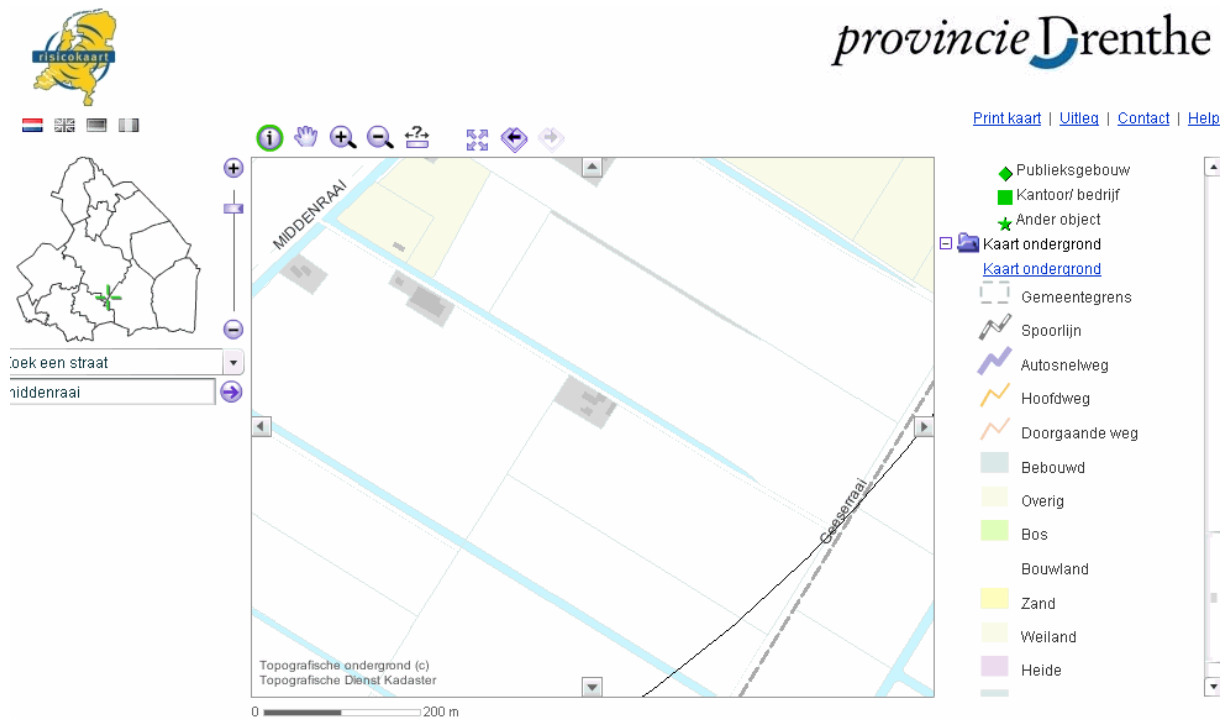 risicokaart
provincie Drenthe
Print kaart | Uitleg | Contact | Help
Zoek een straat
middenraai
MIDDENRAAI
Geeserraai
Topografische ondergrond (c)
Topografische Dienst Kadaster
0 200 m
Publieksgebouw
Kantoor/ bedrijf
Ander object
Kaart ondergrond
Kaart ondergrond
Gemeentegrens
Spoorlijn
Autosnelweg
Hoofdweg
Doorgaande weg
Bebouwd
Overig
Bos
Bouwland
Zand
Weiland
Heide